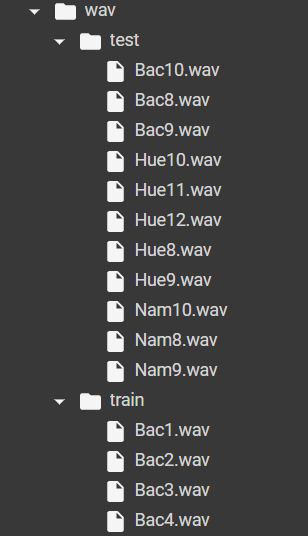 wav
test
Bac10.wav
Bac8.wav
Bac9.wav
Hue10.wav
Hue11.wav
Hue12.wav
Hue8.wav
Hue9.wav
Nam10.wav
Nam8.wav
Nam9.wav
train
Bac1.wav
Bac2.wav
Bac3.wav
Bac4.wav